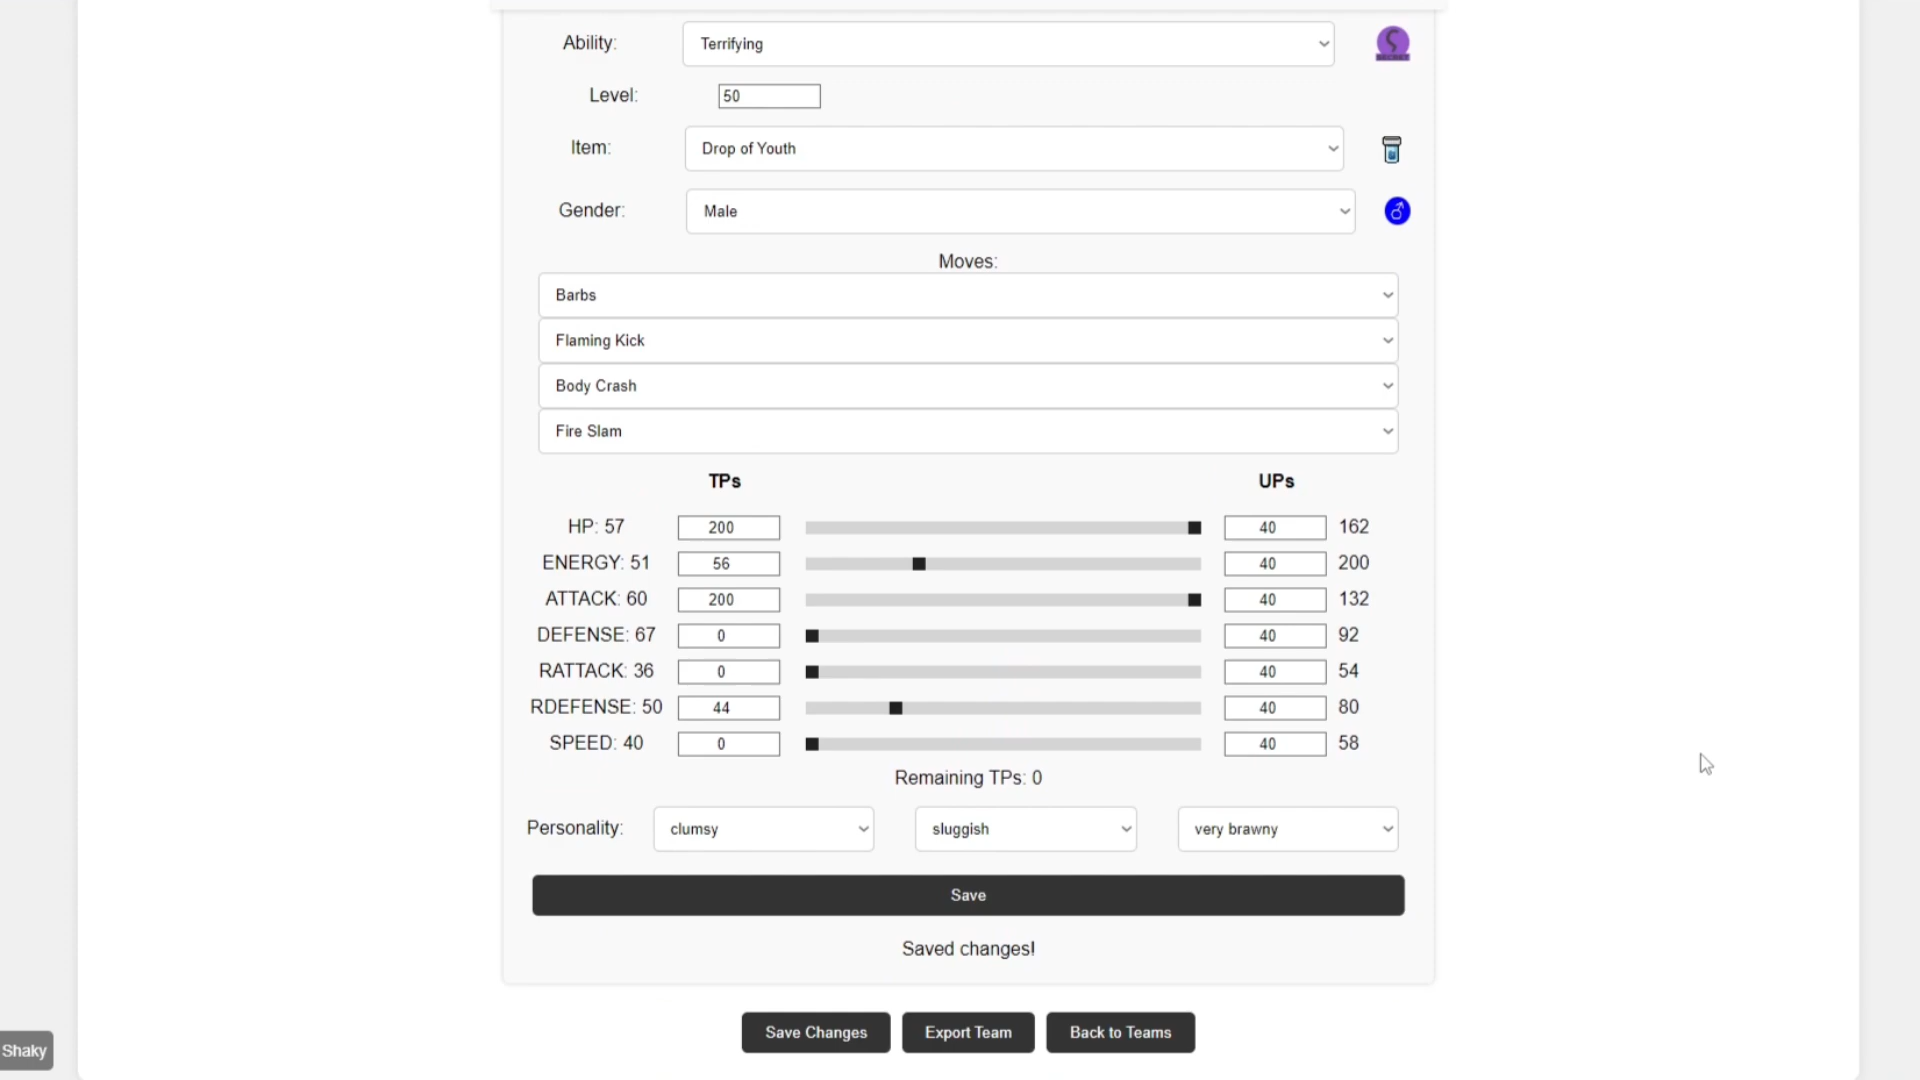 Ability: Terrifying
Level: 50
Item: Drop of Youth
Gender: Male
Moves:
Barbs
Flaming Kick
Body Crash
Fire Slam
TPs UPs
HP: 57 200 40 162
ENERGY: 51 56 40 200
ATTACK: 60 200 40 132
DEFENSE: 67 0 40 92
RATTACK: 36 0 40 54
RDEFENSE: 50 44 40 80
SPEED: 40 0 40 58
Remaining TPs: 0
Personality: clumsy sluggish very brawny
Save
Saved changes!
Save Changes Export Team Back to Teams
Shaky